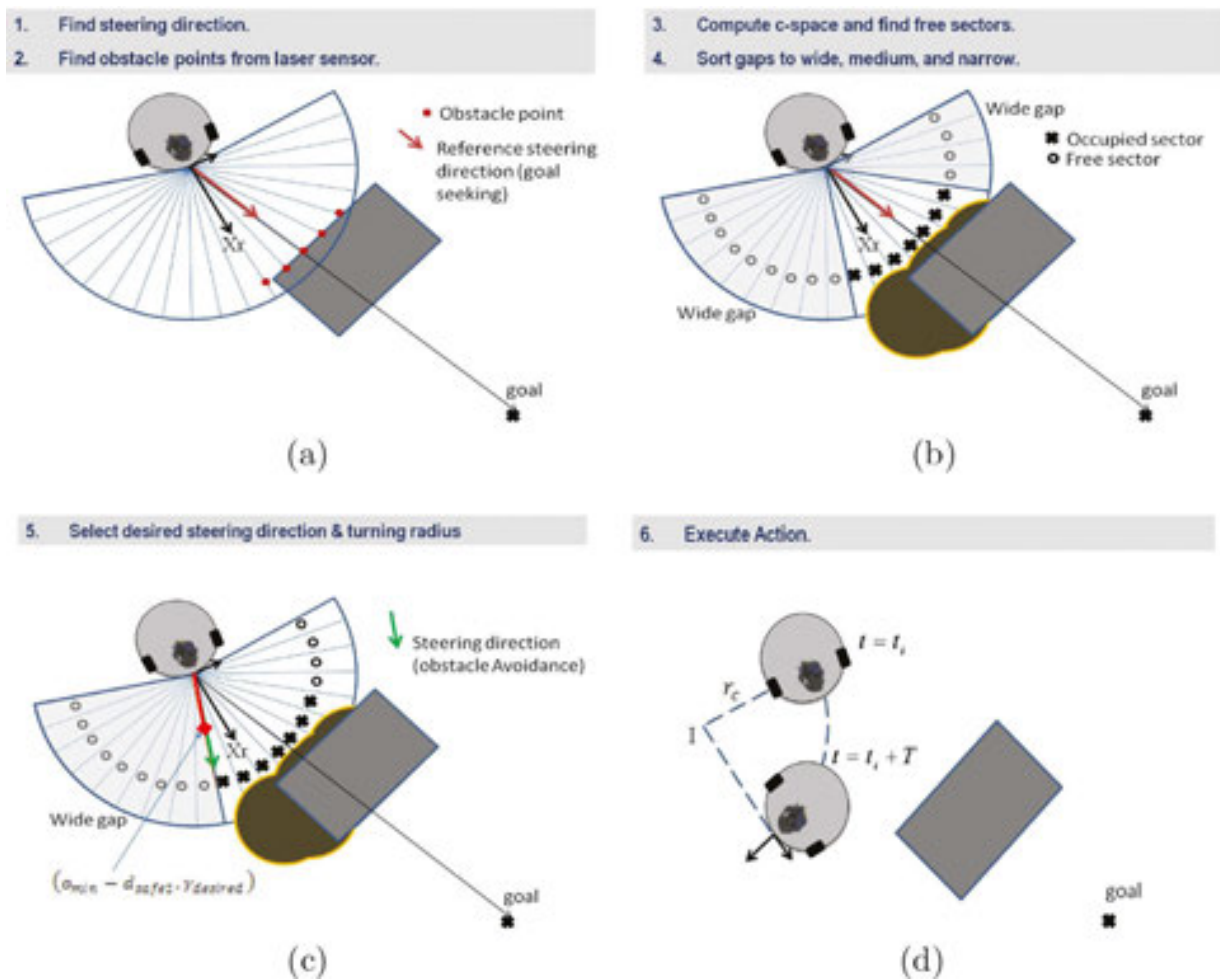 1. Find steering direction.
2. Find obstacle points from laser sensor.
Obstacle point
Reference steering
direction (goal
seeking)
Xr
goal
(a)
3. Compute c-space and find free sectors.
4. Sort gaps to wide, medium, and narrow.
Wide gap
Occupied sector
Free sector
Xr
Wide gap
goal
(b)
5. Select desired steering direction & turning radius
Steering direction
(obstacle Avoidance)
Xr
Wide gap
goal
(c)
6. Execute Action.
r_c
I
t = t_s + T
goal
(d)